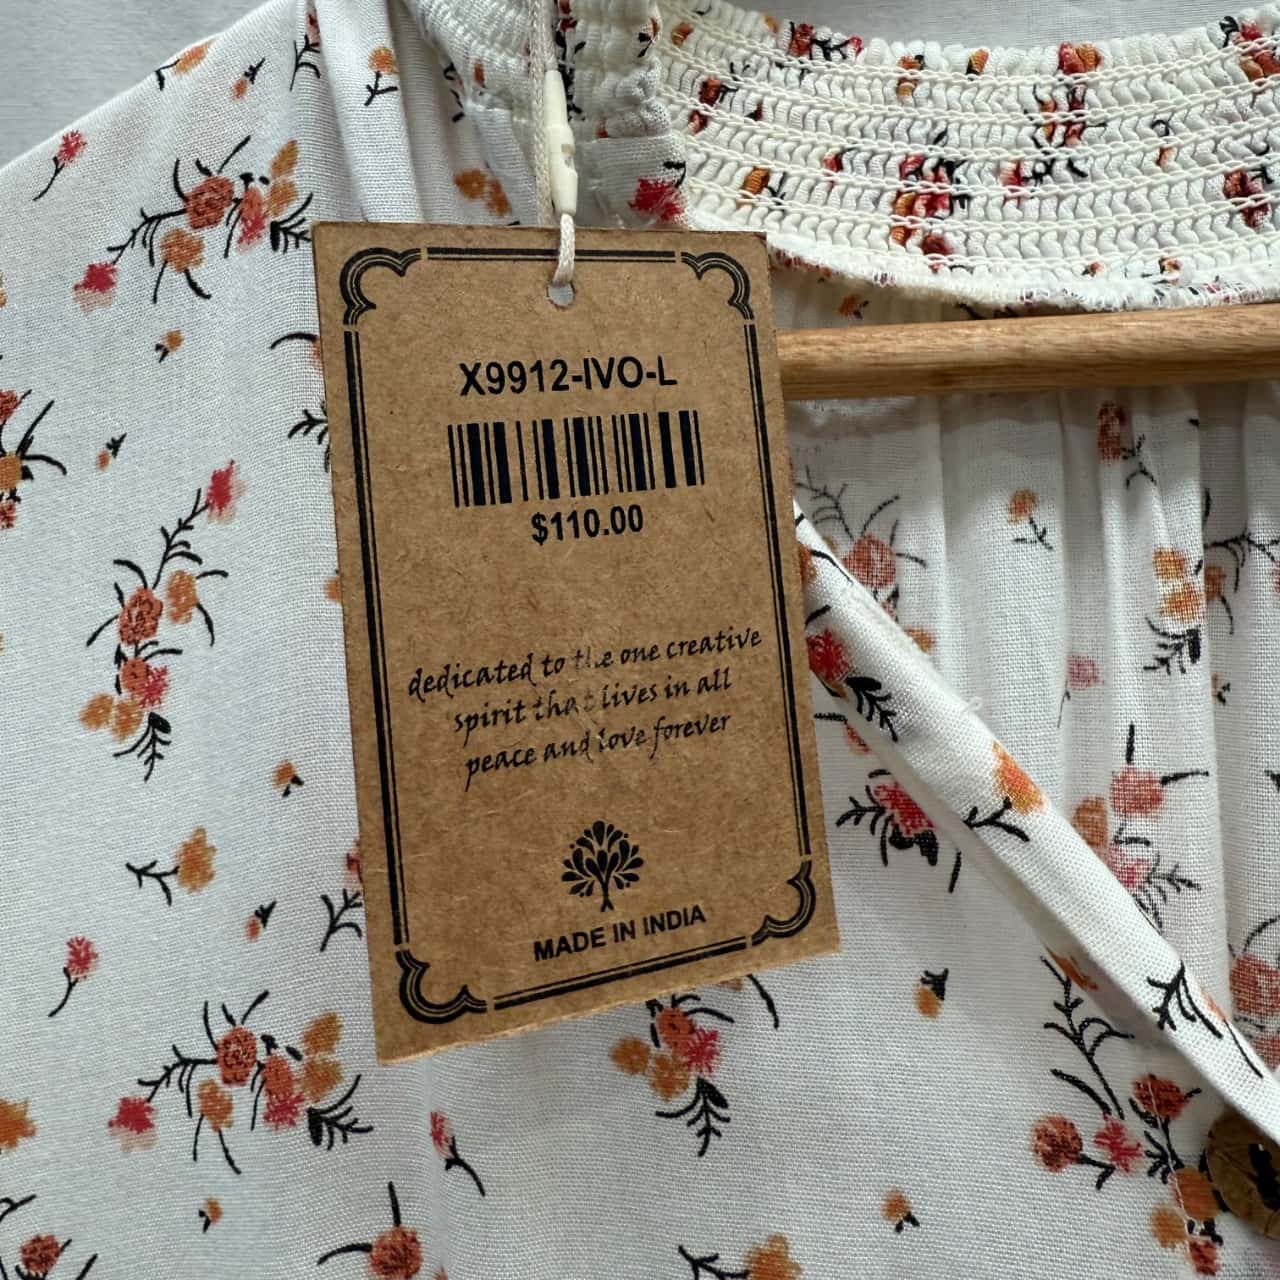 X9912-IVO-L
$110.00
dedicated to the one creative
spirit that lives in all
peace and love forever
MADE IN INDIA